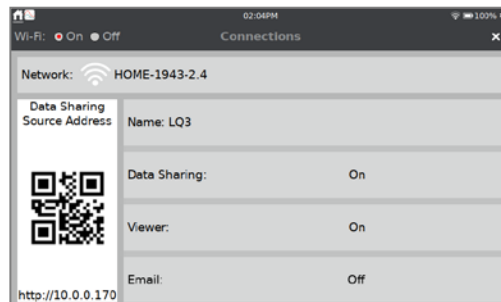 02:04PM 100%
Wi-Fi: On Off Connections x
Network: HOME-1943-2.4
Data Sharing
Source Address
Name: LQ3
Data Sharing: On
Viewer: On
Email: Off
http://10.0.0.170